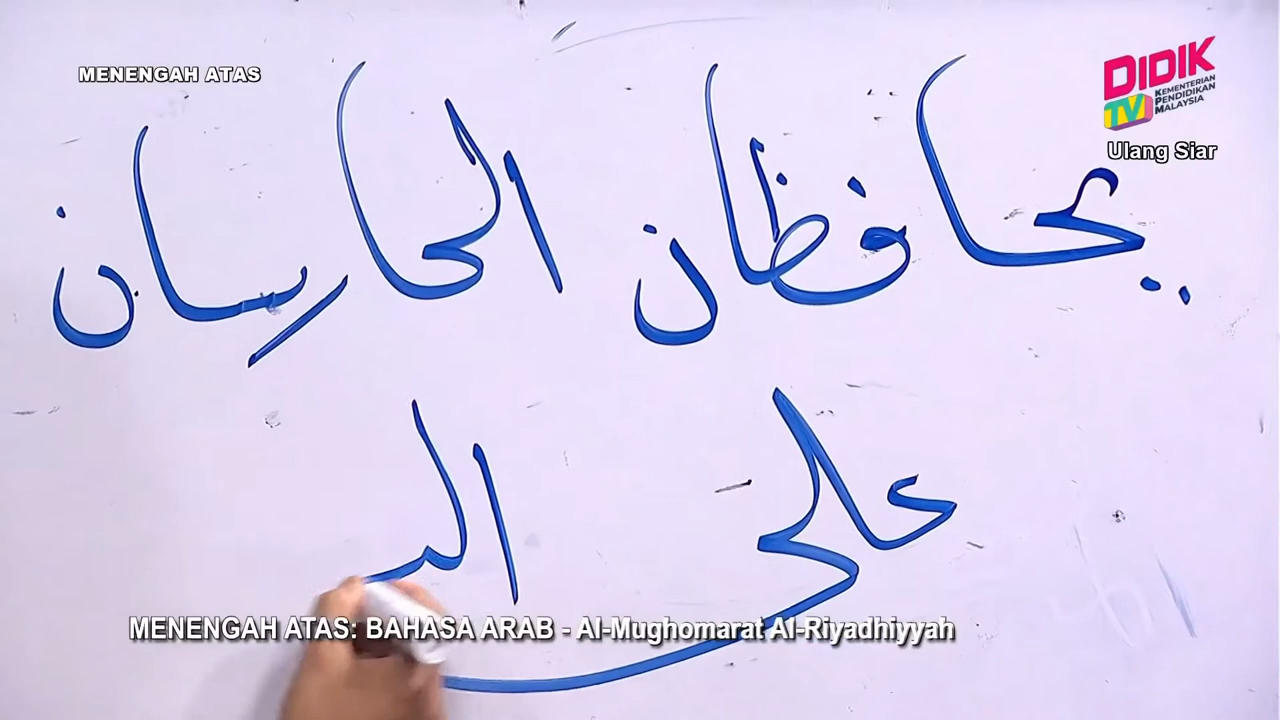 MENENGAH ATAS
DIDIK
TV
KEMENTERIAN
PENDIDIKAN
MALAYSIA
Ulang Siar
يحافظان الحارسان
على
MENENGAH ATAS: BAHASA ARAB - Al-Mughomarat Al-Riyadhiyyah